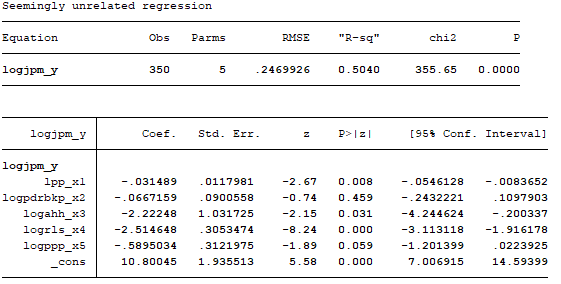 Seemingly unrelated regression
Equation Obs Parms RMSE "R-sq" chi2 P
logjpm_y 350 5 .2469926 0.5040 355.65 0.0000
logjpm_y Coef. Std. Err. z P>|z| [95% Conf. Interval]
logjpm_y
lpp_x1 -.031489 .0117981 -2.67 0.008 -.0546128 -.0083652
logpdrbkp_x2 -.0667159 .0900558 -0.74 0.459 -.2432221 .1097903
logahh_x3 -2.22248 1.031725 -2.15 0.031 -4.244624 -.200337
logrls_x4 -2.514648 .3053474 -8.24 0.000 -3.113118 -1.916178
logppp_x5 -.5895034 .3121975 -1.89 0.059 -1.201399 .0223925
_cons 10.80045 1.935513 5.58 0.000 7.006915 14.59399